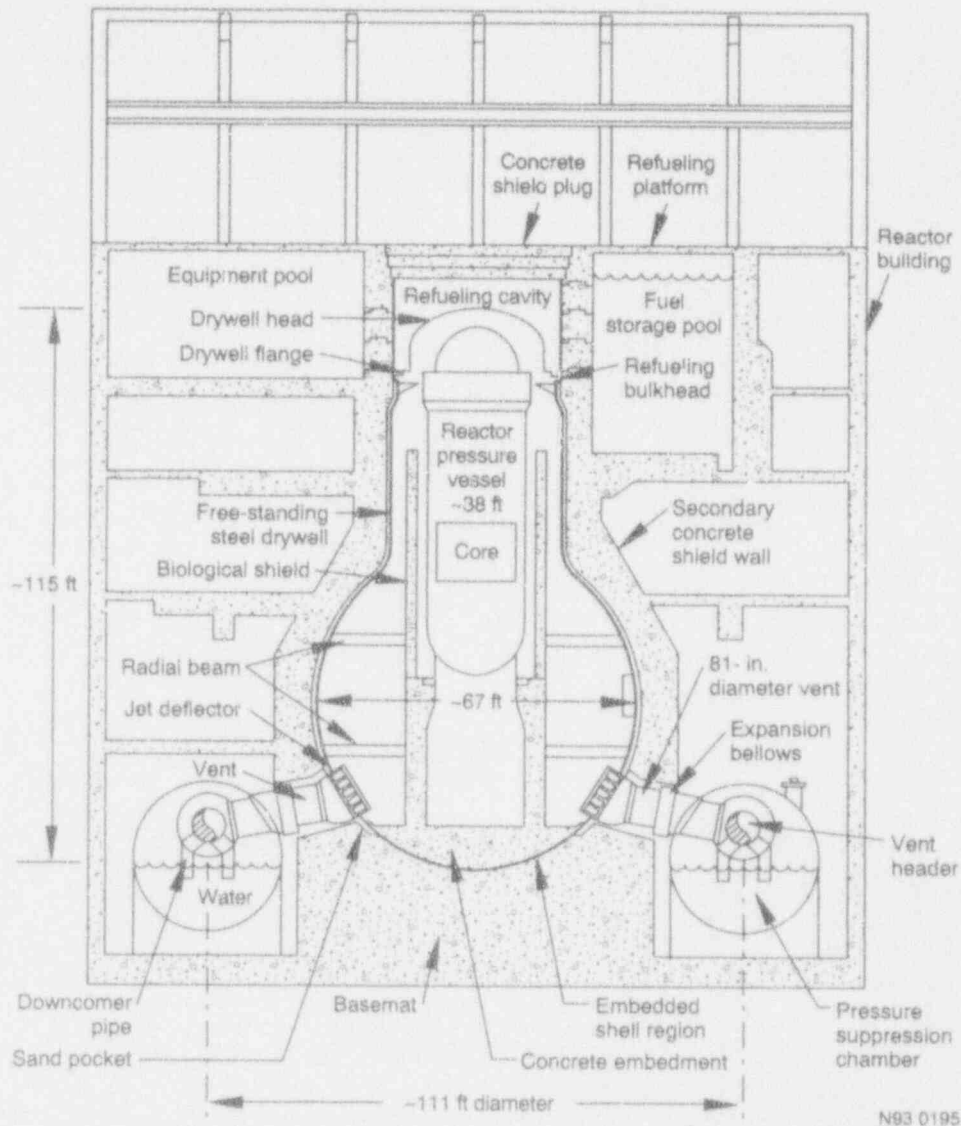 Concrete
shield plug
Refueling
platform
Reactor
building
Equipment pool
Refueling cavity
Fuel
storage pool
Drywell head
Drywell flange
Refueling
bulkhead
Reactor
pressure
vessel
~38 ft
Free-standing
steel drywell
Secondary
concrete
shield wall
Core
Biological shield
~115 ft
Radial beam
81- in.
diameter vent
~67 ft
Jet deflector
Expansion
bellows
Vent
Vent
header
Water
Downcomer
pipe
Basemat
Embedded
shell region
Pressure
suppression
chamber
Sand pocket
Concrete embedment
~111 ft diameter
N93 0195